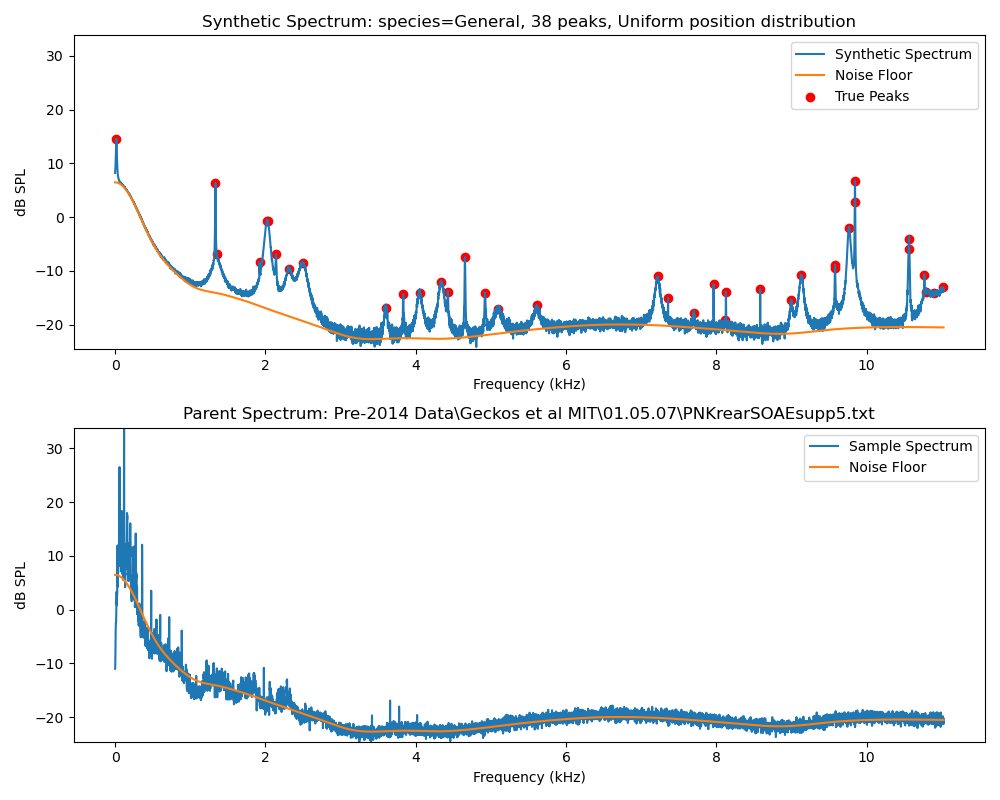 Synthetic Spectrum: species=General, 38 peaks, Uniform position distribution
30
20
10
0
−10
−20
dB SPL
Synthetic Spectrum
Noise Floor
True Peaks
0 2 4 6 8 10
Frequency (kHz)
Parent Spectrum: Pre-2014 Data\Geckos et al MIT\01.05.07\PNKrearSOAEsupp5.txt
30
20
10
0
−10
−20
dB SPL
Sample Spectrum
Noise Floor
0 2 4 6 8 10
Frequency (kHz)